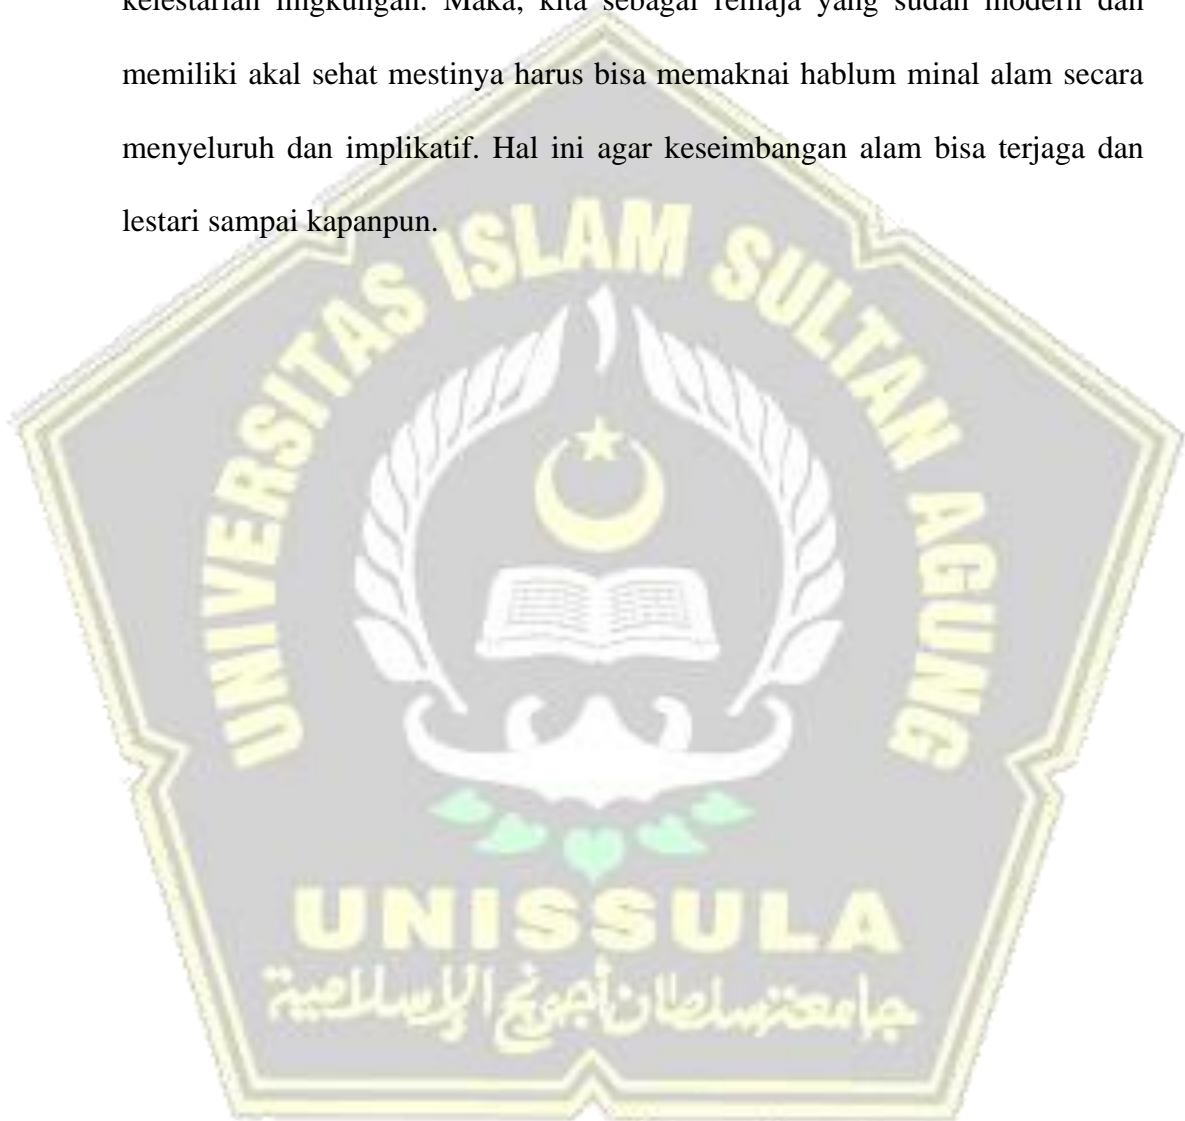 kelestarian lingkungan. Maka, kita sebagai remaja yang sudah modern dan
memiliki akal sehat mestinya harus bisa memaknai hablum minal alam secara
menyeluruh dan implikatif. Hal ini agar keseimbangan alam bisa terjaga dan
lestari sampai kapanpun.
UNIVERSITAS ISLAM SULTAN AGUNG
UNISSULA
جامعة سلطان أجونج الإسلامية